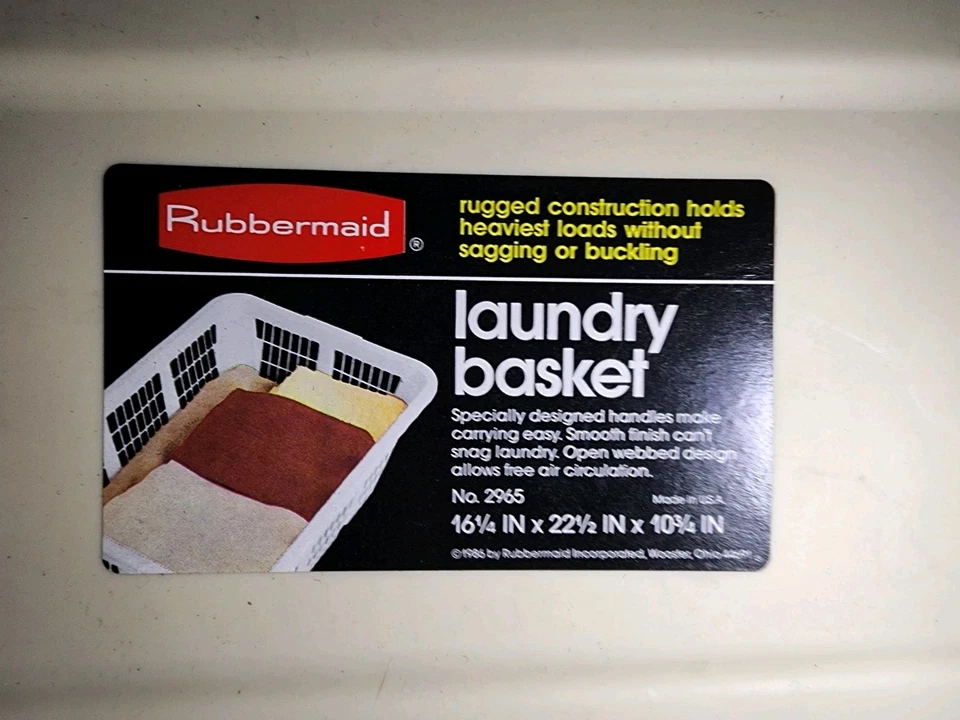 Rubbermaid ®
rugged construction holds
heaviest loads without
sagging or buckling
laundry
basket
Specially designed handles make
carrying easy. Smooth finish can't
snag laundry. Open webbed design
allows free air circulation.
No. 2965 Made in U.S.A.
16¼ IN x 22½ IN x 10¾ IN
©1986 by Rubbermaid Incorporated, Wooster, Ohio 44691